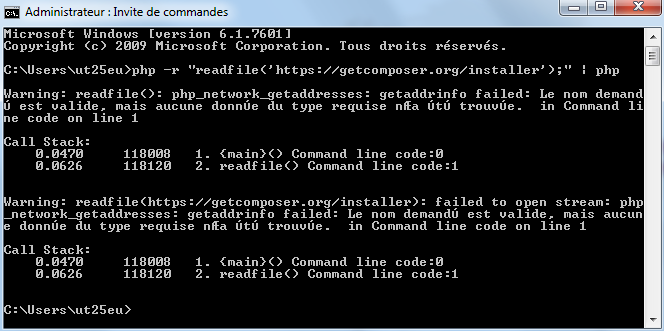 Administrateur : Invite de commandes
Microsoft Windows [version 6.1.7601]
Copyright (c) 2009 Microsoft Corporation. Tous droits réservés.
C:\Users\ut25eu>php -r "readfile('https://getcomposer.org/installer');" | php
Warning: readfile(): php_network_getaddresses: getaddrinfo failed: Le nom demand
Ú est valide, mais aucune donnÚe du type requise nÆa ÚtÚ trouvÚe.  in Command li
ne code on line 1
Call Stack:
    0.0470     118008   1. {main}() Command line code:0
    0.0626     118120   2. readfile() Command line code:1
Warning: readfile(https://getcomposer.org/installer): failed to open stream: php
_network_getaddresses: getaddrinfo failed: Le nom demandÚ est valide, mais aucun
e donnÚe du type requise nÆa ÚtÚ trouvÚe.  in Command line code on line 1
Call Stack:
    0.0470     118008   1. {main}() Command line code:0
    0.0626     118120   2. readfile() Command line code:1
C:\Users\ut25eu>